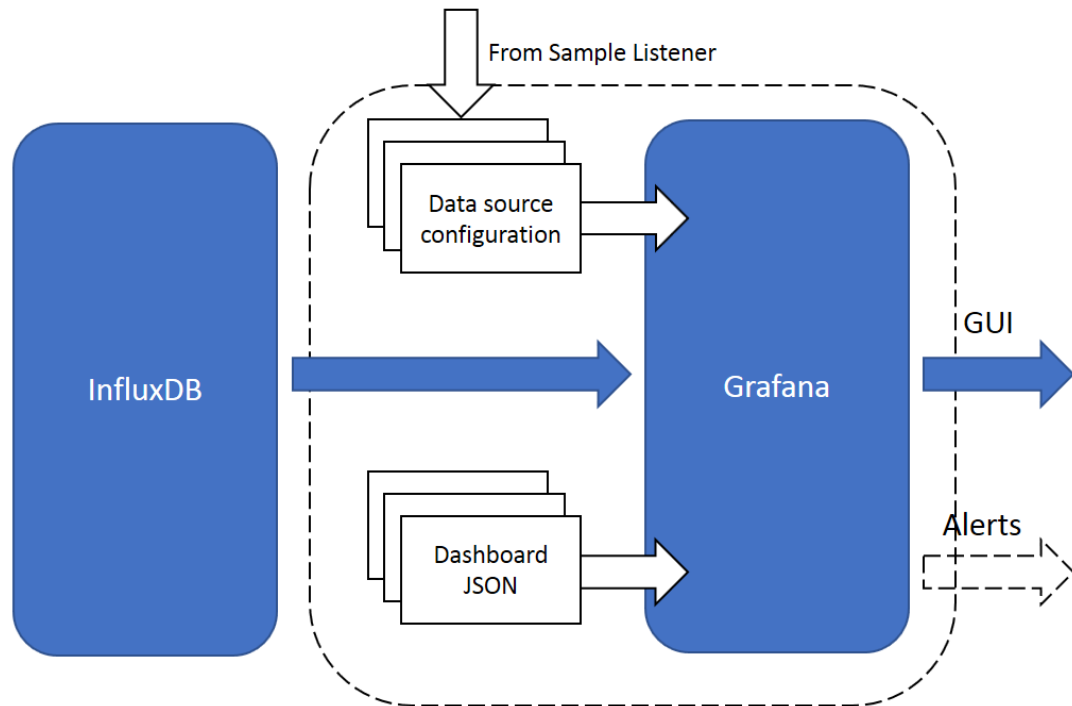 From Sample Listener
Data source
configuration
GUI
InfluxDB
Grafana
Alerts
Dashboard
JSON